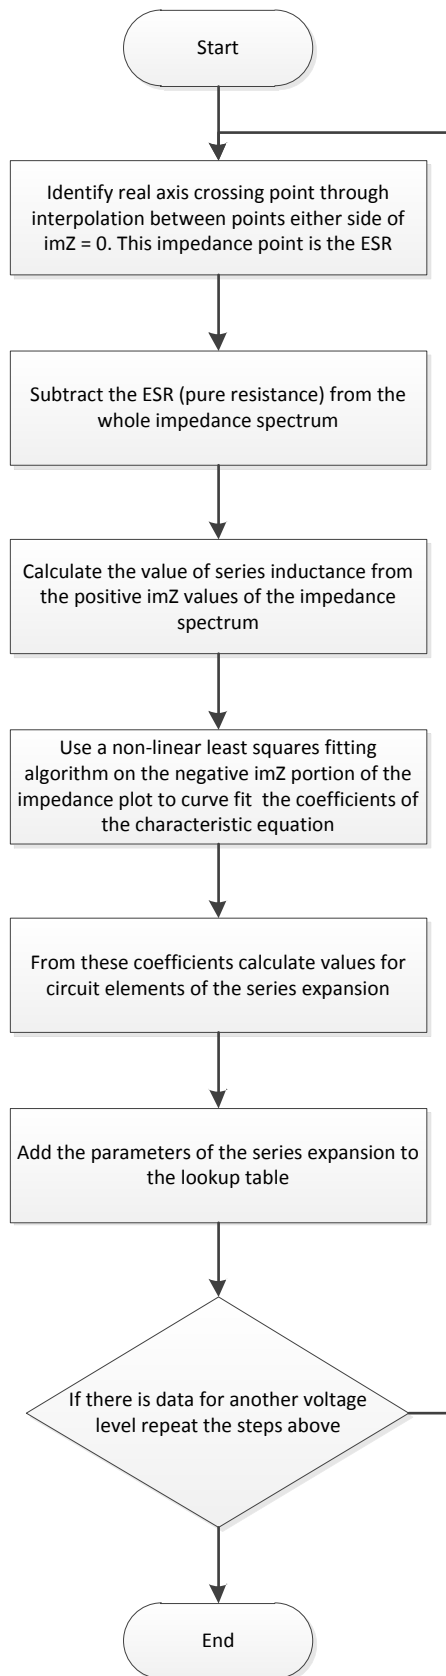 Start
Identify real axis crossing point through
interpolation between points either side of
imZ = 0. This impedance point is the ESR
Subtract the ESR (pure resistance) from the
whole impedance spectrum
Calculate the value of series inductance from
the positive imZ values of the impedance
spectrum
Use a non-linear least squares fitting
algorithm on the negative imZ portion of the
impedance plot to curve fit  the coefficients of
the characteristic equation
From these coefficients calculate values for
circuit elements of the series expansion
Add the parameters of the series expansion to
the lookup table
If there is data for another voltage
level repeat the steps above
End